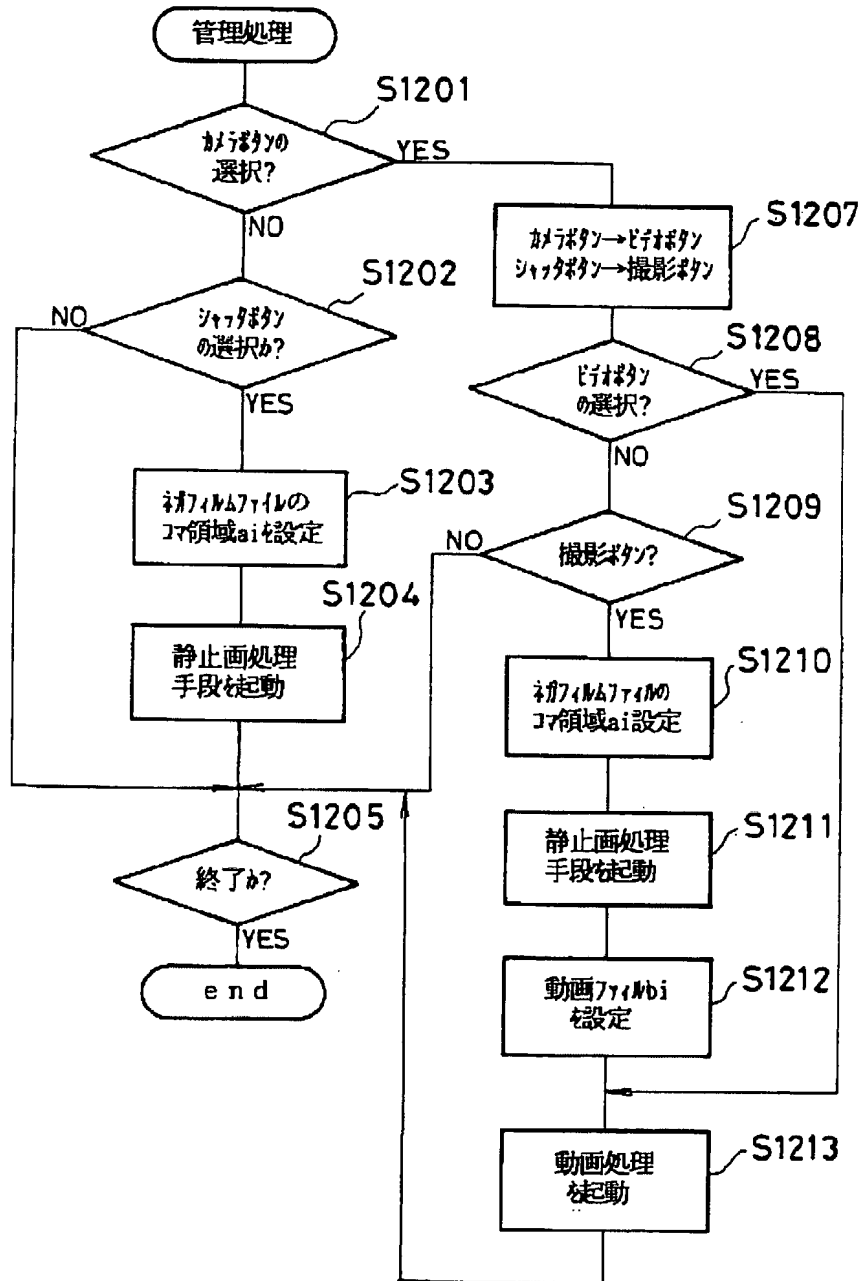 管理処理
S1201
カメラボタンの
選択?
YES
NO
S1202
シャッタボタン
の選択か?
NO
YES
S1203
ネガフィルムファイルの
コマ領域aiを設定
S1204
静止画処理
手段を起動
S1205
終了か?
YES
end
S1207
カメラボタン→ビデオボタン
シャッタボタン→撮影ボタン
S1208
ビデオボタン
の選択?
YES
NO
S1209
撮影ボタン?
NO
YES
S1210
ネガフィルムファイルの
コマ領域ai設定
S1211
静止画処理
手段を起動
S1212
動画ファイルbi
を設定
S1213
動画処理
を起動